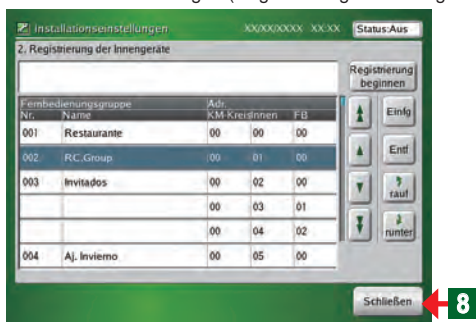 Installationseinstellungen XX/XX/XXXX XX:XX Status:Aus
2. Registrierung der Innengeräte
Registrierung
beginnen
Fernbedienungsgruppe Adr.
Nr. Name KM-Kreis Innen FB
001 Restaurante 00 00 00
002 RC.Group 00 01 00
003 Invitados 00 02 00
00 03 01
00 04 02
004 Aj. Invierno 00 05 00
Einfg
Entf
rauf
runter
Schließen
8